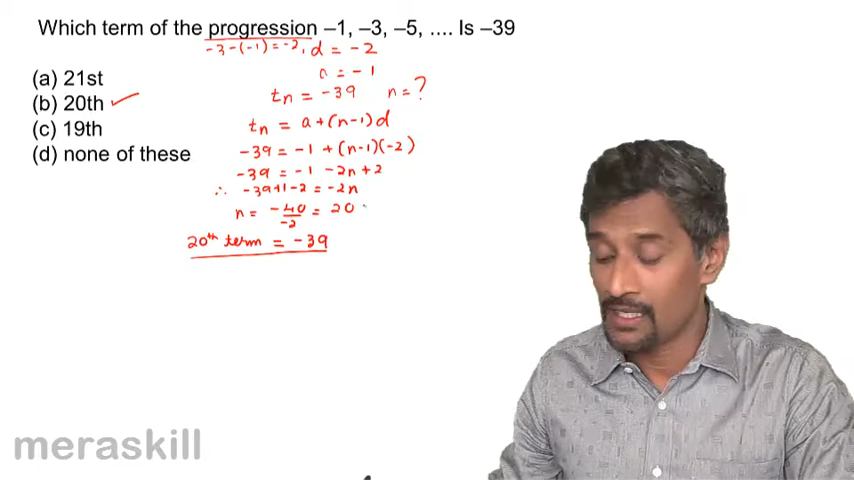 Which term of the progression –1, –3, –5, .... Is –39
-3-(-1) = -2, d = -2
(a) 21st
a = -1
tn = -39 n = ?
(b) 20th ✓
tn = a + (n-1)d
(c) 19th
-39 = -1 + (n-1)(-2)
(d) none of these
-39 = -1 -2n+2
∴ -39+1-2 = -2n
n = -40/-2 = 20
20th term = -39
meraskill